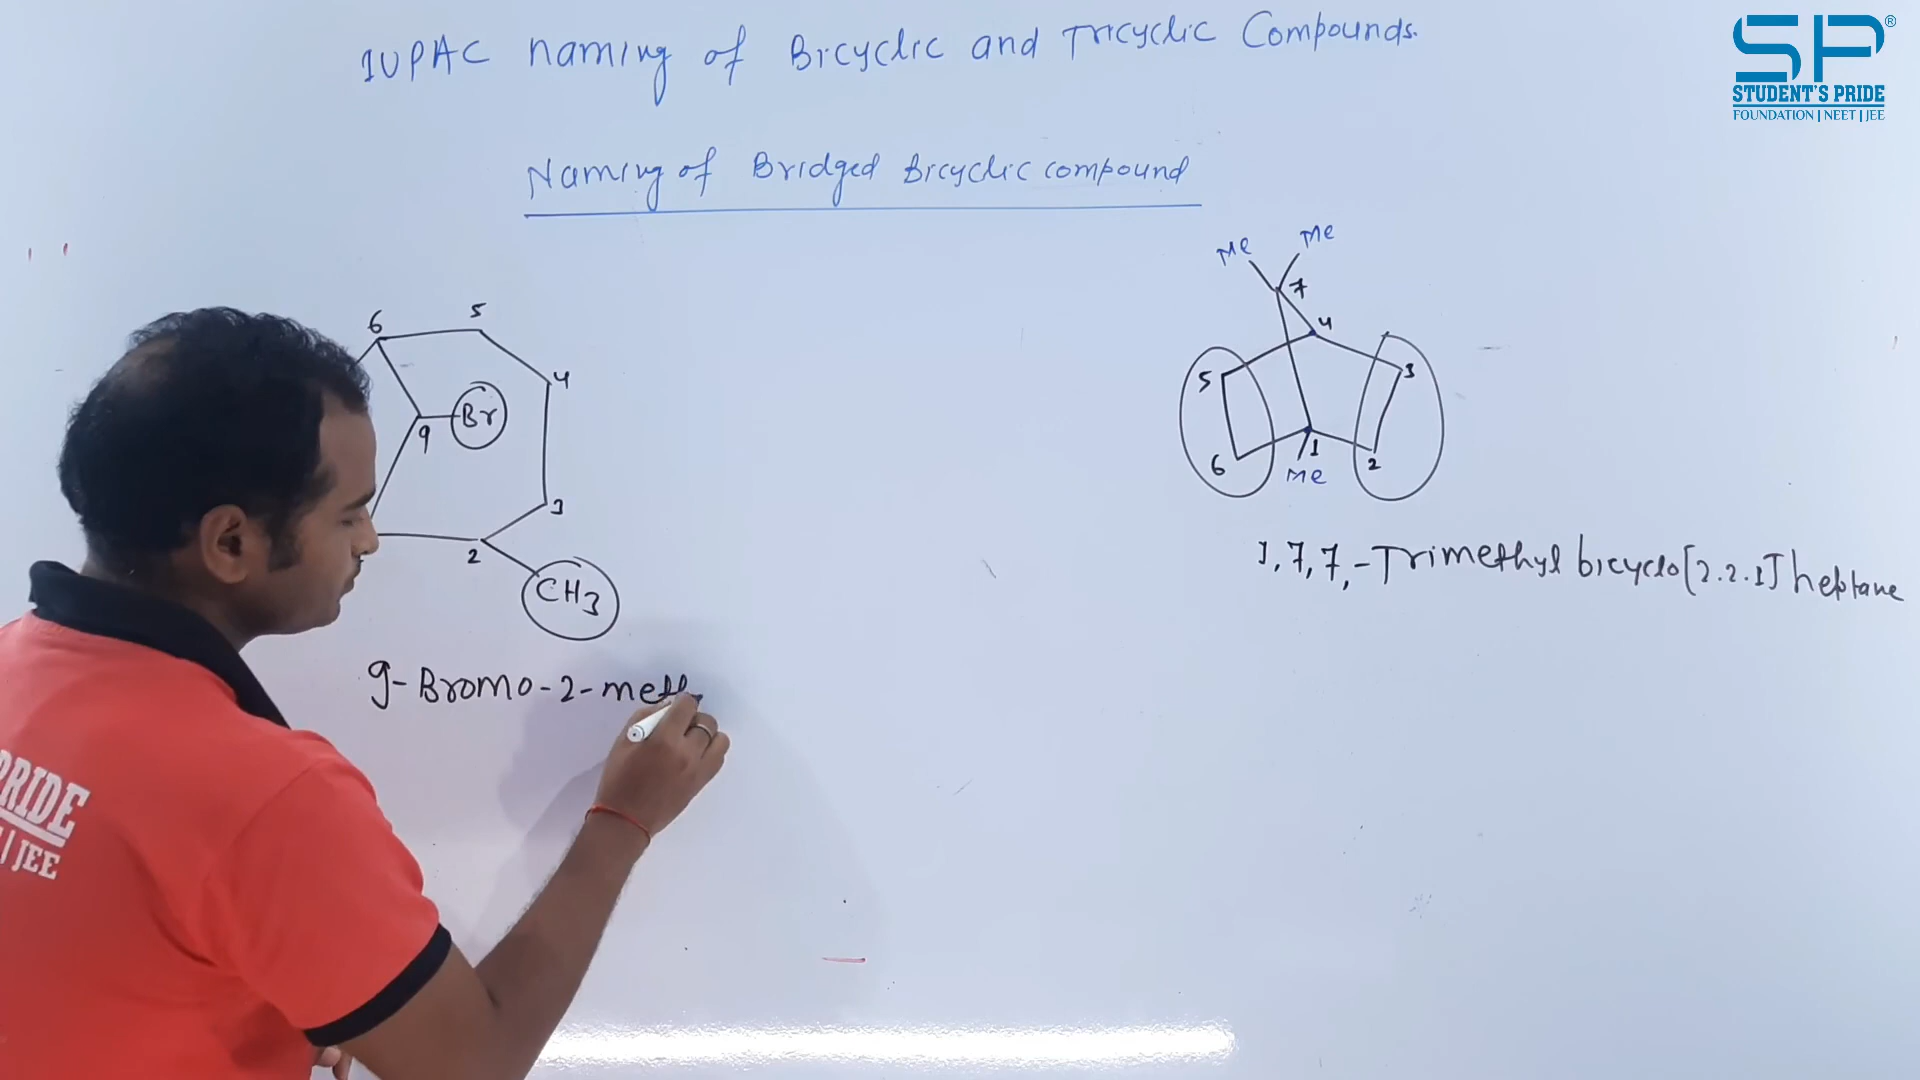 IUPAC naming of Bicyclic and Tricyclic Compounds.
SP®
STUDENT'S PRIDE
FOUNDATION | NEET | JEE
Naming of Bridged Bicyclic compound
Me Me
7
4
5 3
6 1 2
Me
1,7,7,-Trimethyl bicyclo[2.2.1] heptane
6 5
4
Br
9
3
2
CH3
9-Bromo-2-meth
PRIDE
| JEE